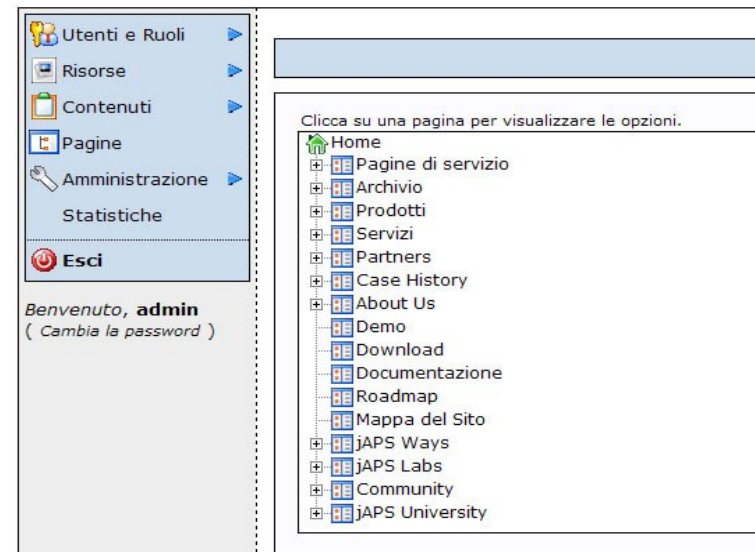 Utenti e Ruoli
Risorse
Contenuti
Pagine
Amministrazione
Statistiche
Esci
Benvenuto, admin
( Cambia la password )
Clicca su una pagina per visualizzare le opzioni.
Home
Pagine di servizio
Archivio
Prodotti
Servizi
Partners
Case History
About Us
Demo
Download
Documentazione
Roadmap
Mappa del Sito
jAPS Ways
jAPS Labs
Community
jAPS University